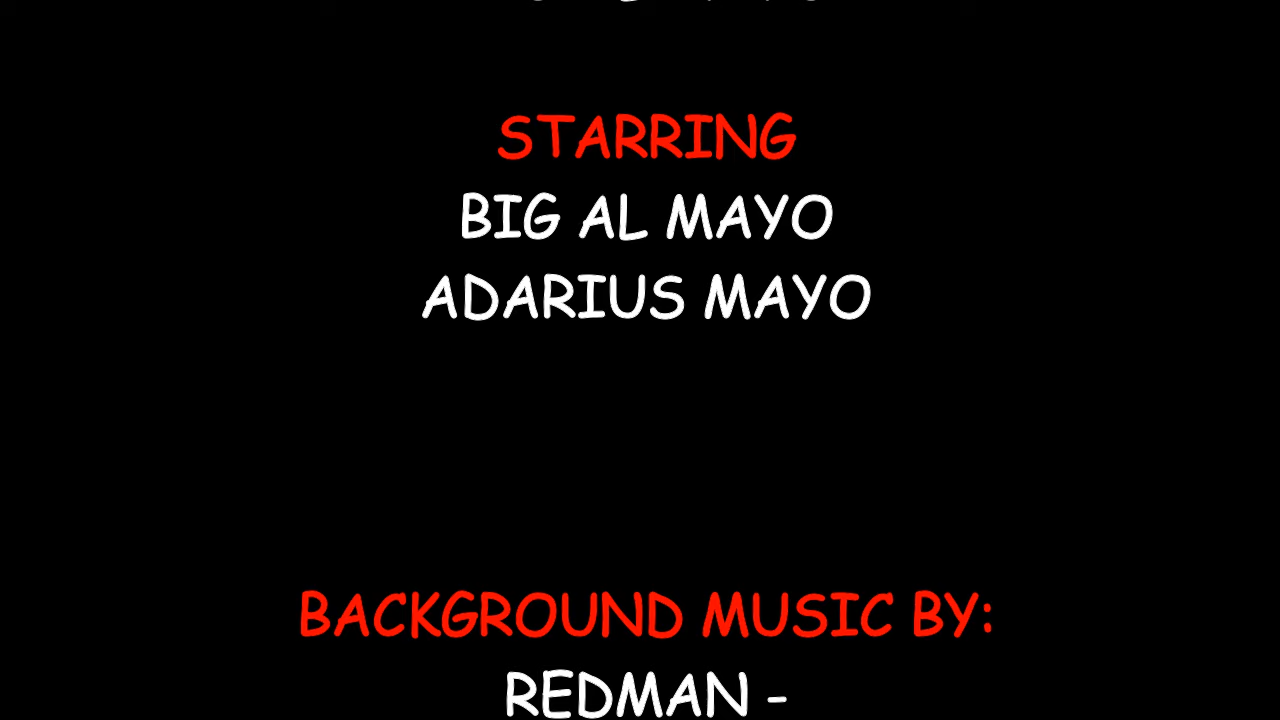 STARRING
BIG AL MAYO
ADARIUS MAYO
BACKGROUND MUSIC BY:
REDMAN -